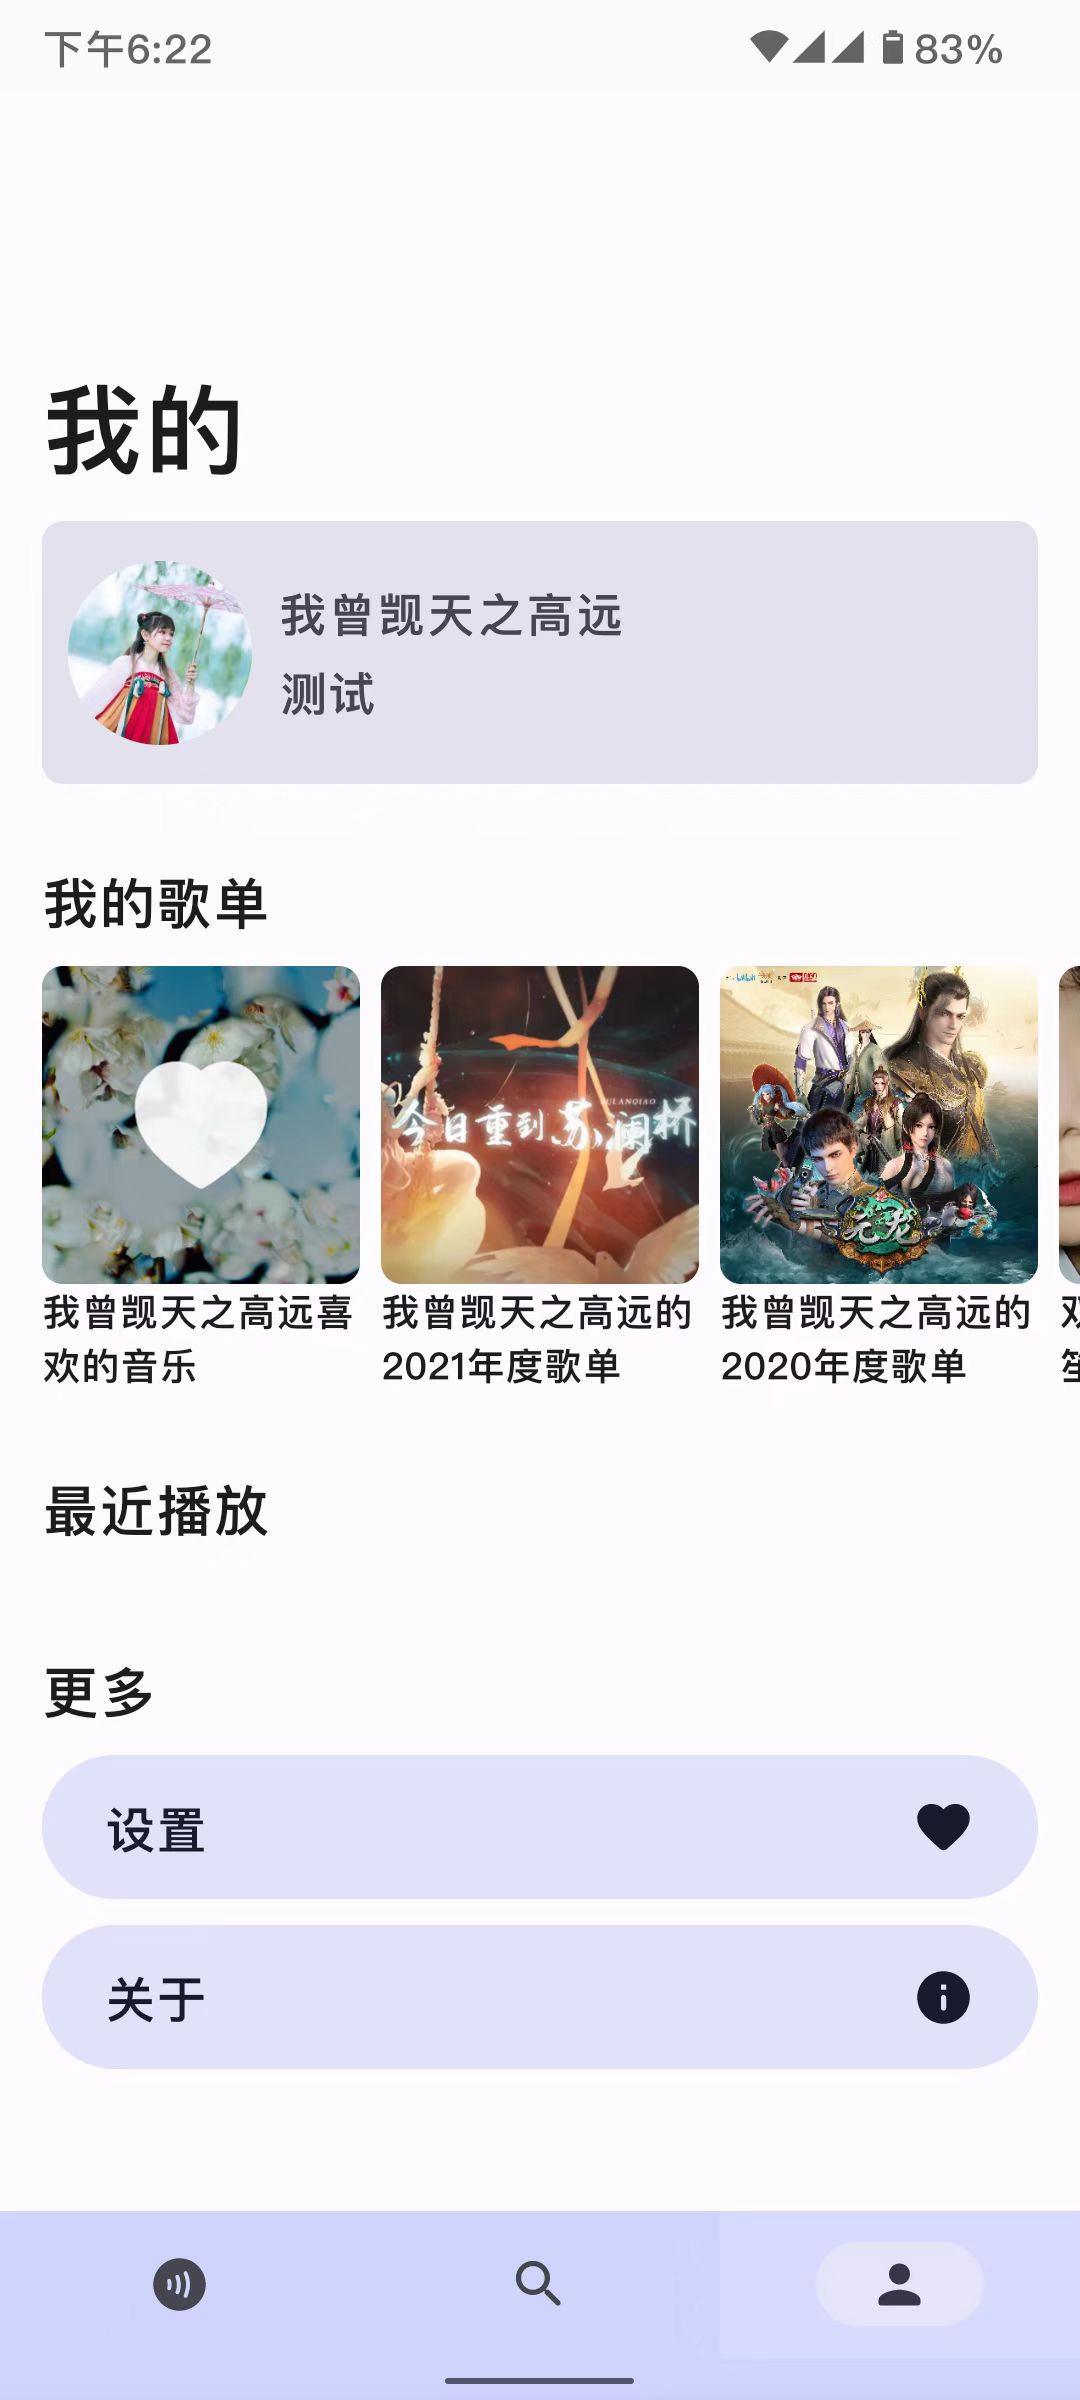 下午6:22
83%
我的
我曾觊天之高远
测试
我的歌单
今日重到苏澜桥
元龙
我曾觊天之高远喜
欢的音乐
我曾觊天之高远的
2021年度歌单
我曾觊天之高远的
2020年度歌单
最近播放
更多
设置
关于